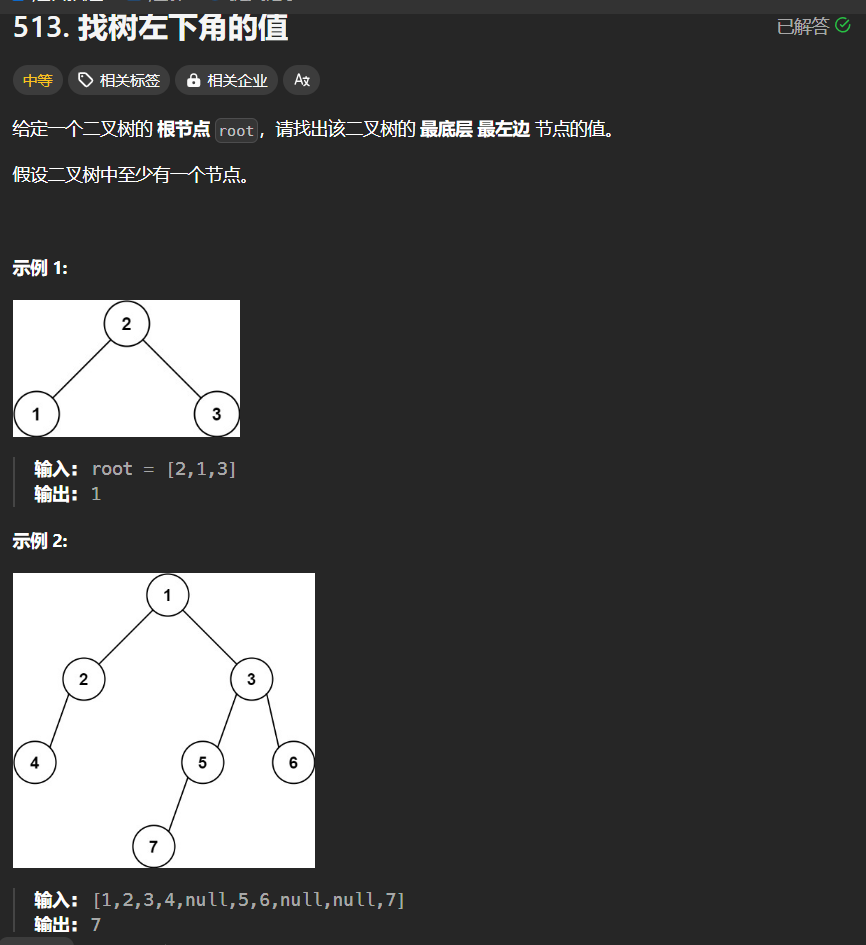 513. 找树左下角的值
已解答
中等 相关标签 相关企业
给定一个二叉树的 根节点 root，请找出该二叉树的 最底层 最左边 节点的值。
假设二叉树中至少有一个节点。
示例 1:
2
1 3
输入: root = [2,1,3]
输出: 1
示例 2:
1
2 3
4 5 6
7
输入: [1,2,3,4,null,5,6,null,null,7]
输出: 7